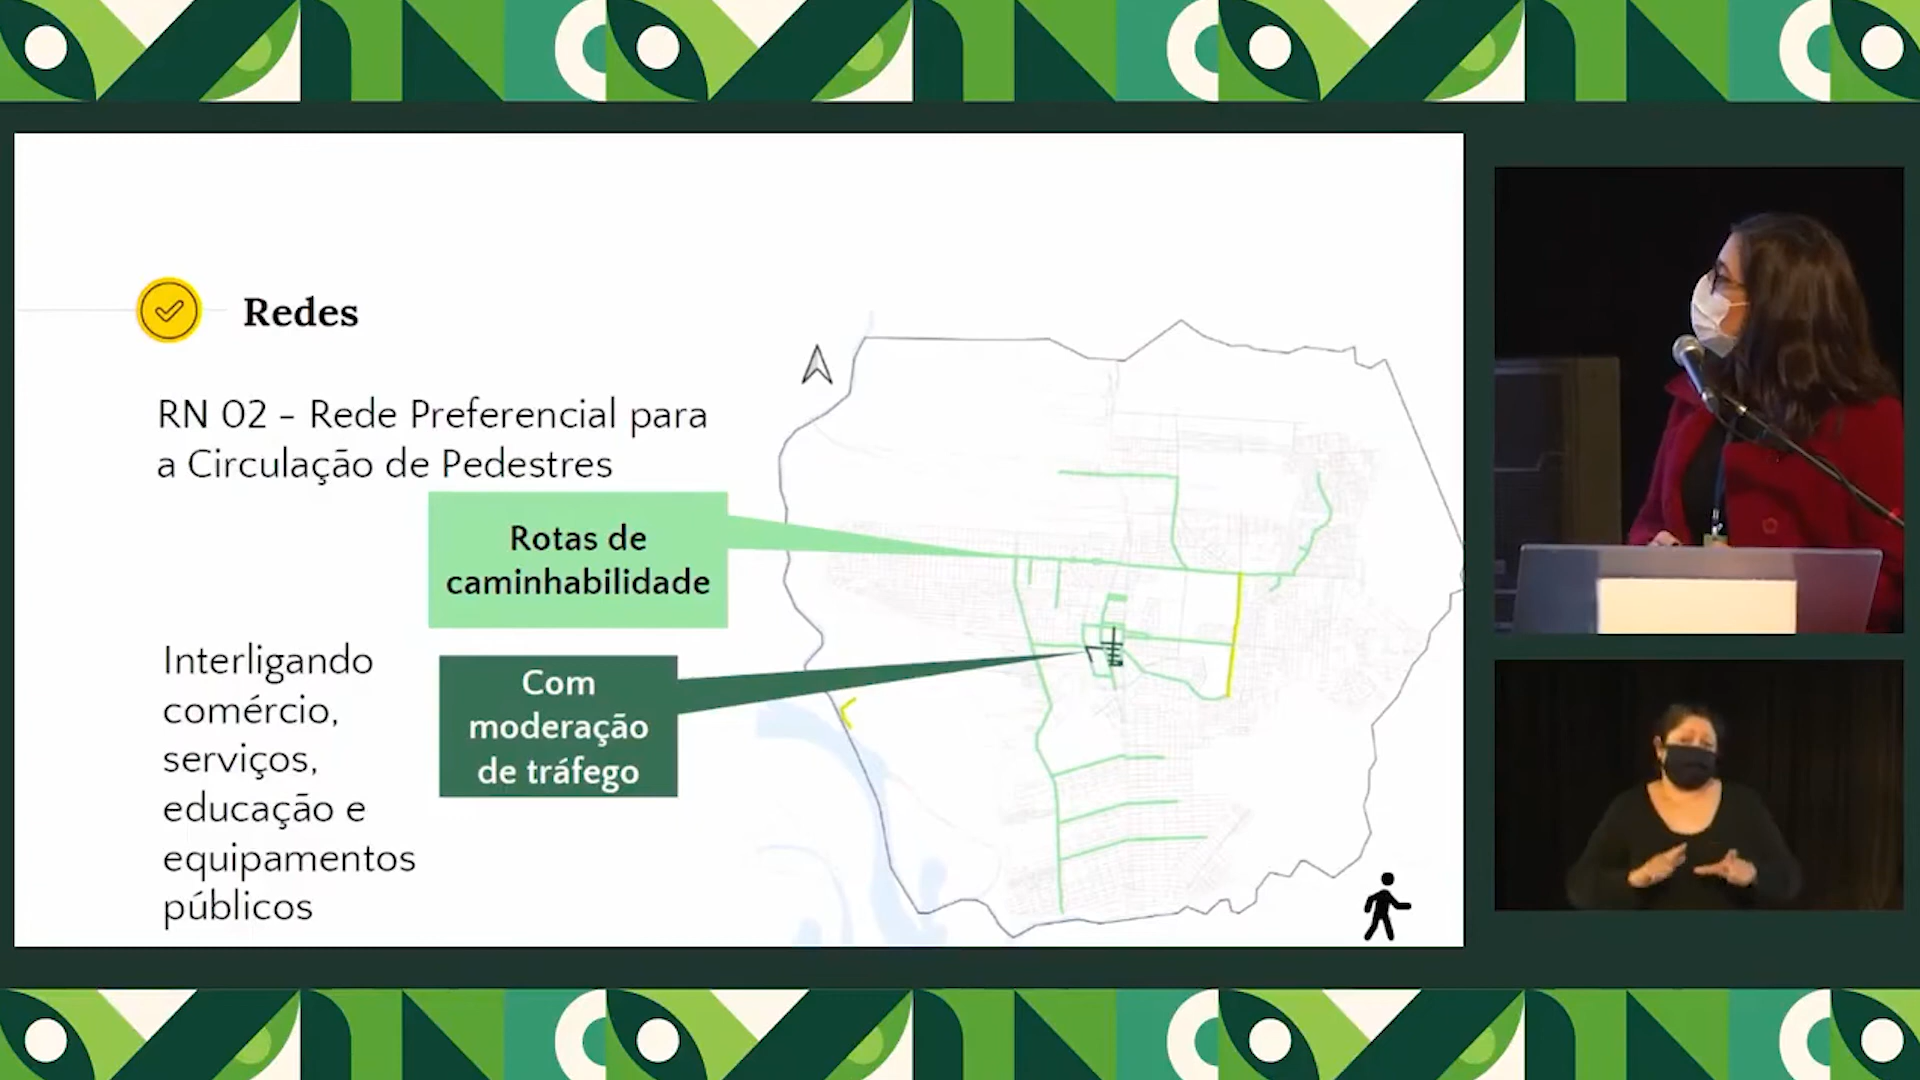 Redes
RN 02 - Rede Preferencial para
a Circulação de Pedestres
Rotas de
caminhabilidade
Com
moderação
de tráfego
Interligando
comércio,
serviços,
educação e
equipamentos
públicos